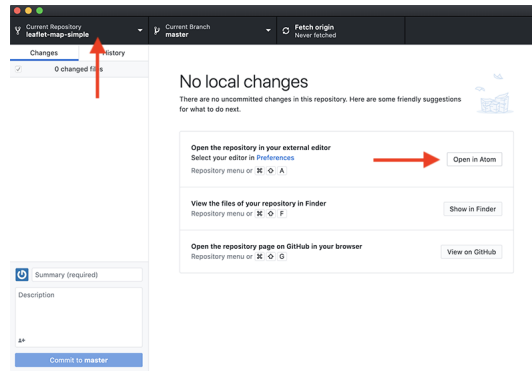 Current Repository
leaflet-map-simple
Current Branch
master
Fetch origin
Never fetched
Changes
History
0 changed files
No local changes
There are no uncommitted changes in this repository. Here are some friendly suggestions
for what to do next.
Open the repository in your external editor
Select your editor in Preferences
Repository menu or ⌘ ⇧ A
Open in Atom
View the files of your repository in Finder
Repository menu or ⌘ ⇧ F
Show in Finder
Open the repository page on GitHub in your browser
Repository menu or ⌘ ⇧ G
View on GitHub
Summary (required)
Description
Commit to master